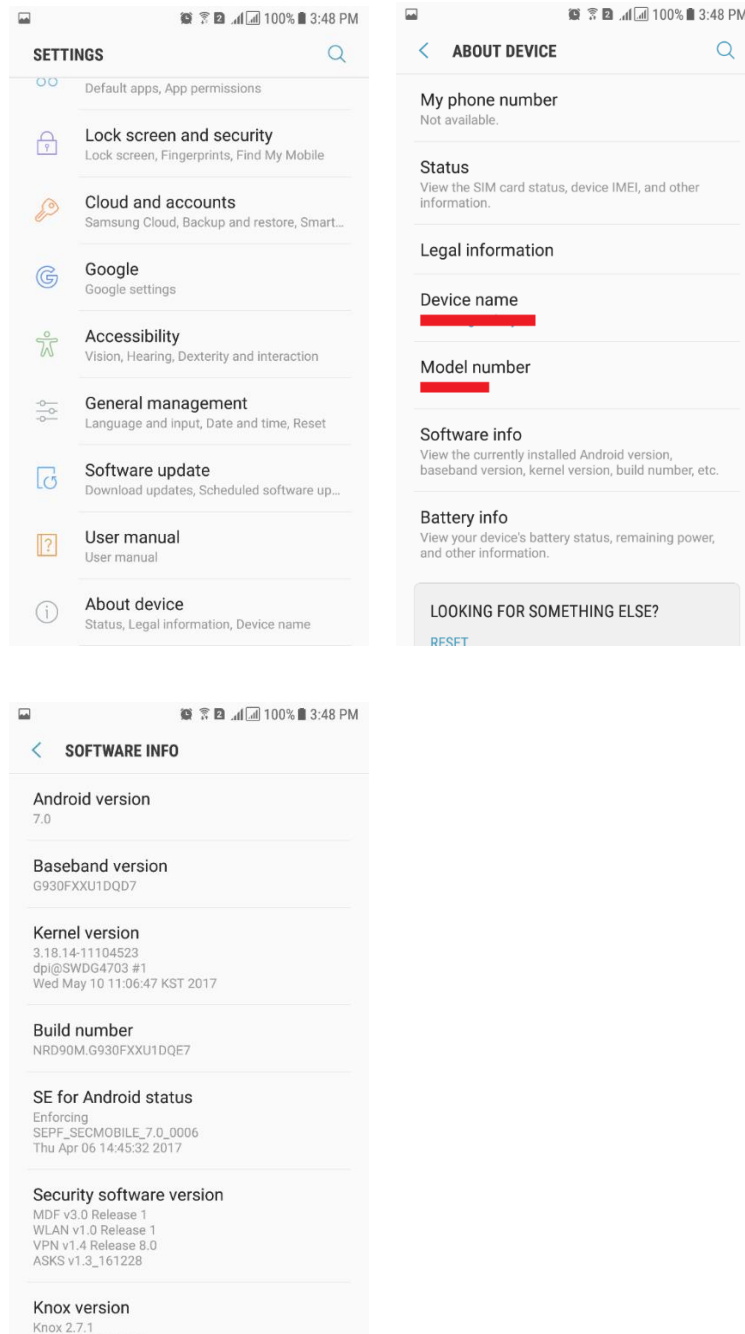 100% 3:48 PM
SETTINGS
Default apps, App permissions
Lock screen and security
Lock screen, Fingerprints, Find My Mobile
Cloud and accounts
Samsung Cloud, Backup and restore, Smart...
Google
Google settings
Accessibility
Vision, Hearing, Dexterity and interaction
General management
Language and input, Date and time, Reset
Software update
Download updates, Scheduled software up...
User manual
User manual
About device
Status, Legal information, Device name
2 100% 3:48 PM
ABOUT DEVICE
My phone number
Not available.
Status
View the SIM card status, device IMEI, and other
information.
Legal information
Device name
Model number
Software info
View the currently installed Android version,
baseband version, kernel version, build number, etc.
Battery info
View your device's battery status, remaining power,
and other information.
LOOKING FOR SOMETHING ELSE?
RESET
2 100% 3:48 PM
SOFTWARE INFO
Android version
7.0
Baseband version
G930FXXU1DQD7
Kernel version
3.18.14-11104523
dpi@SWDG4703 #1
Wed May 10 11:06:47 KST 2017
Build number
NRD90M.G930FXXU1DQE7
SE for Android status
Enforcing
SEPF_SECMOBILE_7.0_0006
Thu Apr 06 14:45:32 2017
Security software version
MDF v3.0 Release 1
WLAN v1.0 Release 1
VPN v1.4 Release 8.0
ASKS v1.3_161228
Knox version
Knox 2.7.1